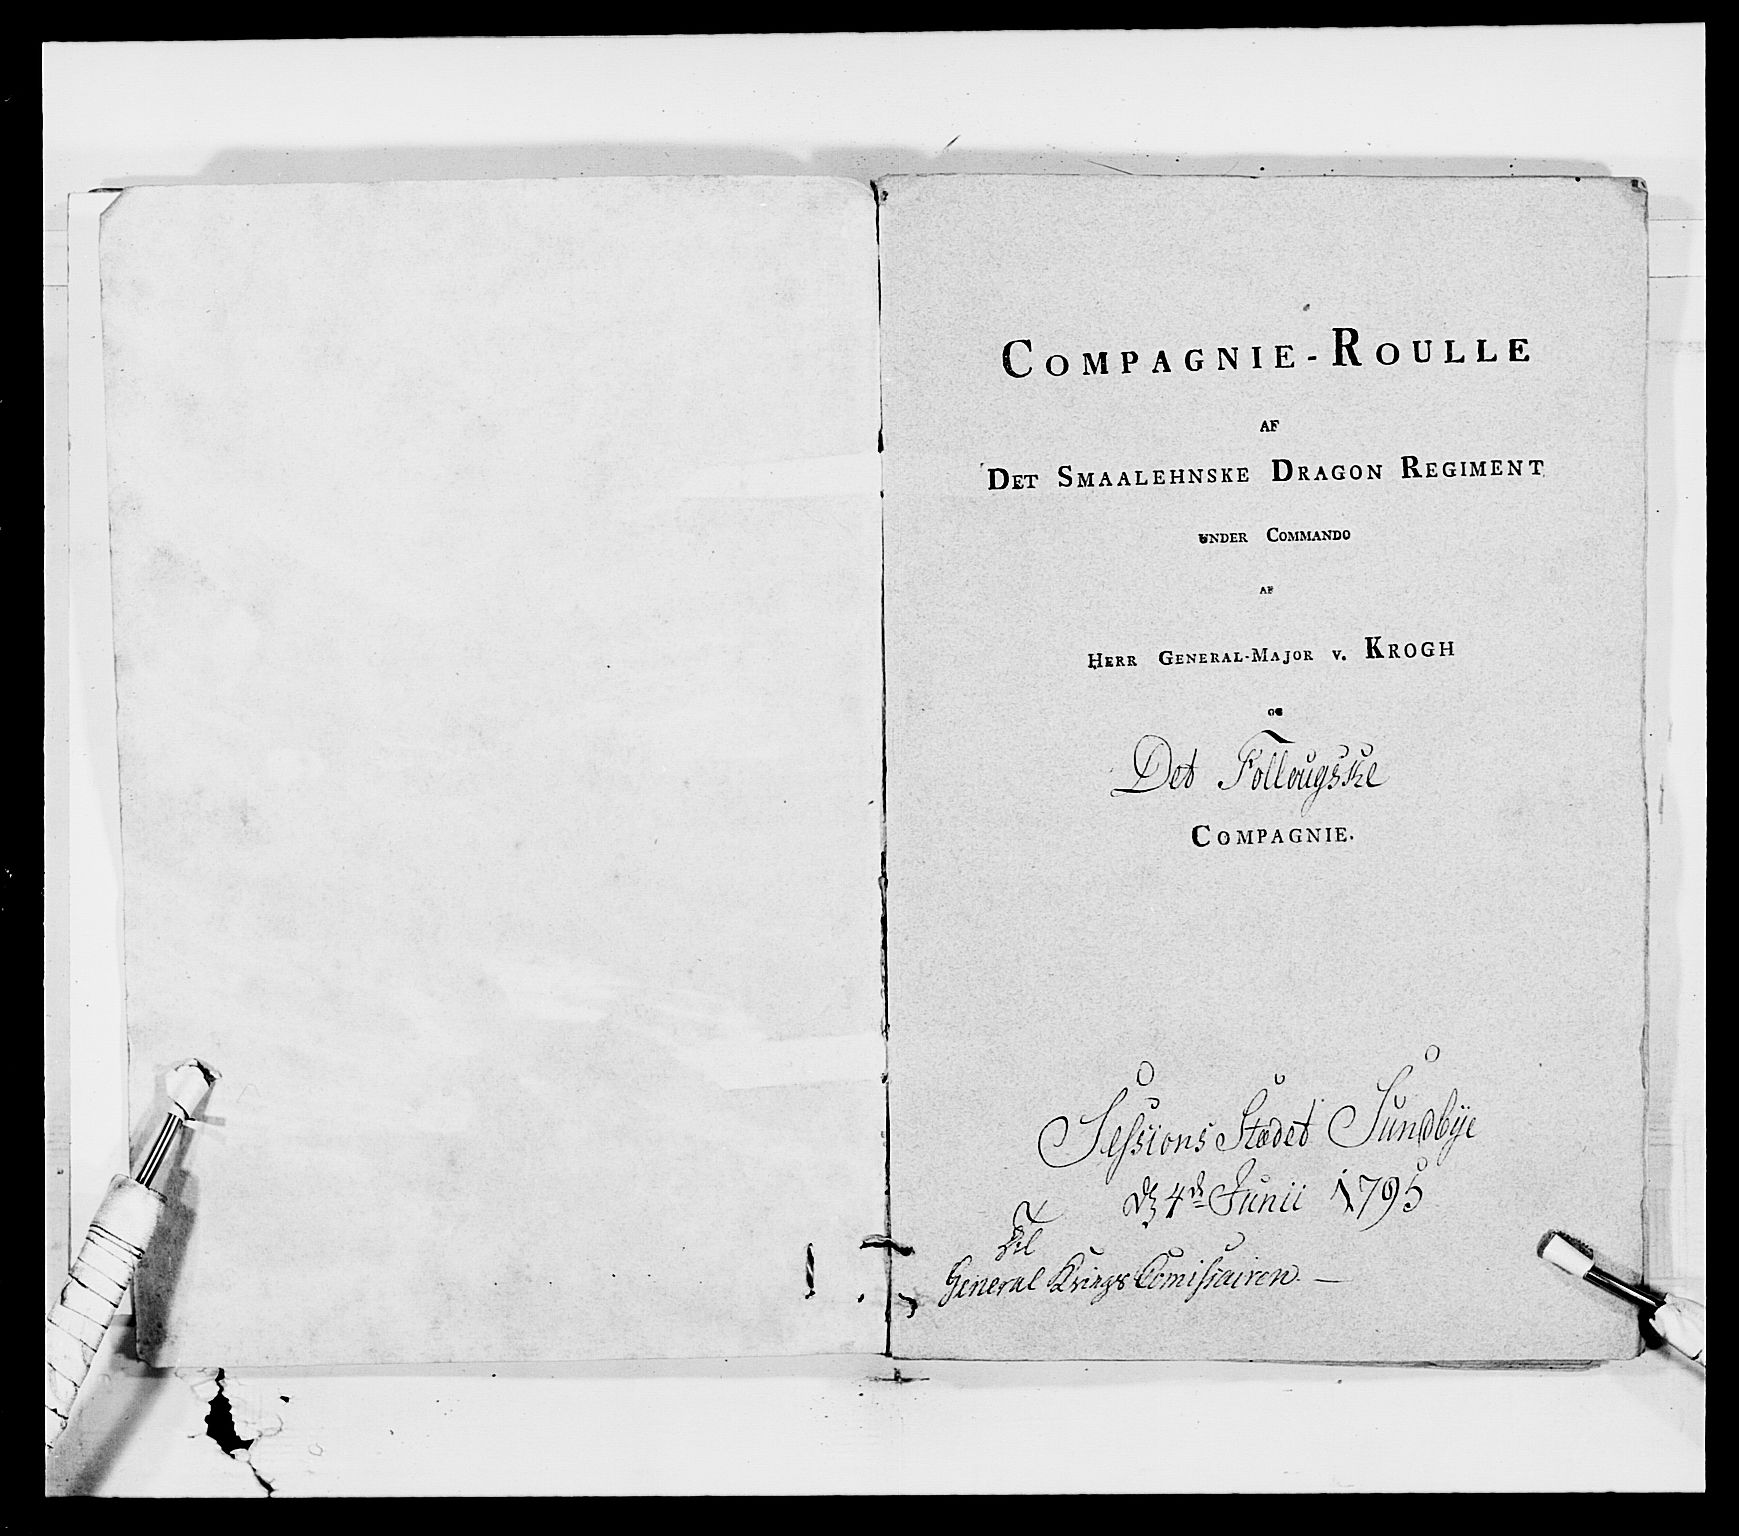 COMPAGNIE-ROULLE
AF
DET SMAALEHNSKE DRAGON REGIMENT
UNDER COMMANDO
AF
HERR GENERAL-MAJOR v. KROGH
OG
Det Follougske
COMPAGNIE.
Sessions Stædet Sundbÿe
4de Junii 1795
Til
General Krigs Comissairen. —